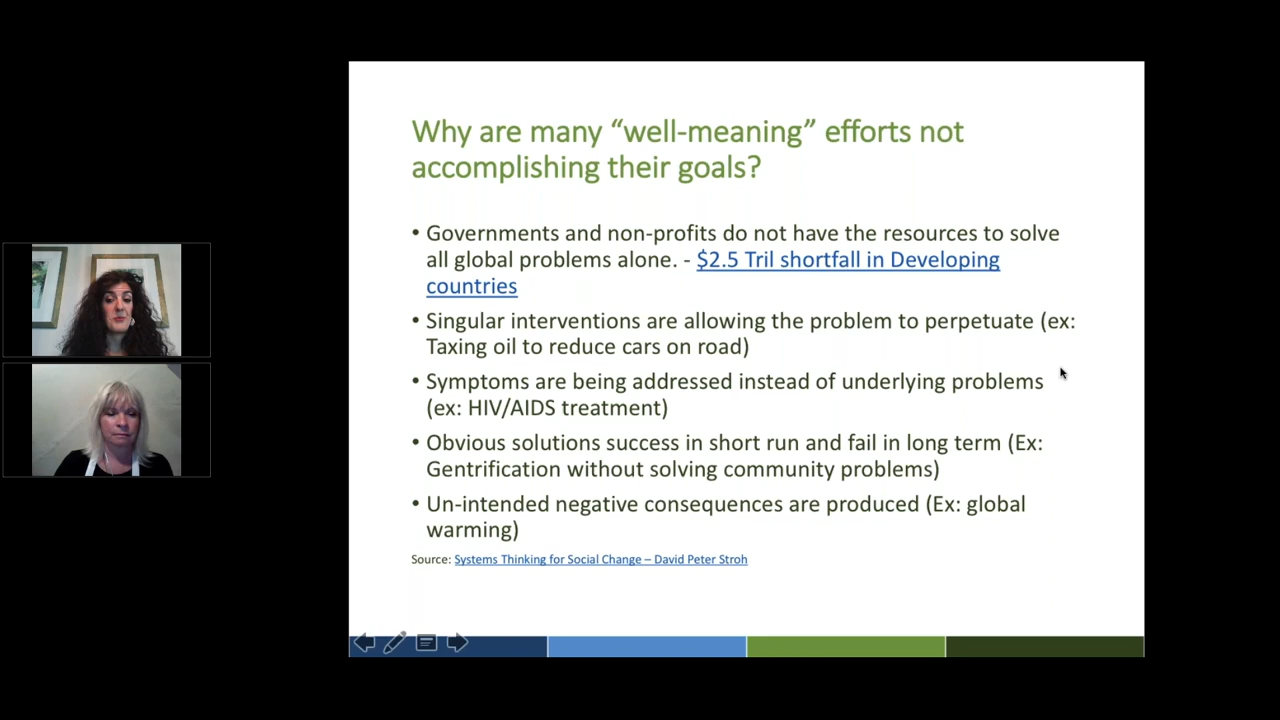 Why are many “well-meaning” efforts not
accomplishing their goals?
• Governments and non-profits do not have the resources to solve
all global problems alone. - $2.5 Tril shortfall in Developing
countries
• Singular interventions are allowing the problem to perpetuate (ex:
Taxing oil to reduce cars on road)
• Symptoms are being addressed instead of underlying problems
(ex: HIV/AIDS treatment)
• Obvious solutions success in short run and fail in long term (Ex:
Gentrification without solving community problems)
• Un-intended negative consequences are produced (Ex: global
warming)
Source: Systems Thinking for Social Change – David Peter Stroh